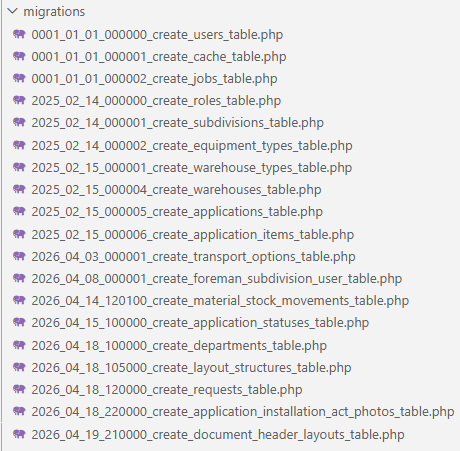 migrations
0001_01_01_000000_create_users_table.php
0001_01_01_000001_create_cache_table.php
0001_01_01_000002_create_jobs_table.php
2025_02_14_000000_create_roles_table.php
2025_02_14_000001_create_subdivisions_table.php
2025_02_14_000002_create_equipment_types_table.php
2025_02_15_000001_create_warehouse_types_table.php
2025_02_15_000004_create_warehouses_table.php
2025_02_15_000005_create_applications_table.php
2025_02_15_000006_create_application_items_table.php
2026_04_03_000001_create_transport_options_table.php
2026_04_08_000001_create_foreman_subdivision_user_table.php
2026_04_14_120100_create_material_stock_movements_table.php
2026_04_15_100000_create_application_statuses_table.php
2026_04_18_100000_create_departments_table.php
2026_04_18_105000_create_layout_structures_table.php
2026_04_18_120000_create_requests_table.php
2026_04_18_220000_create_application_installation_act_photos_table.php
2026_04_19_210000_create_document_header_layouts_table.php